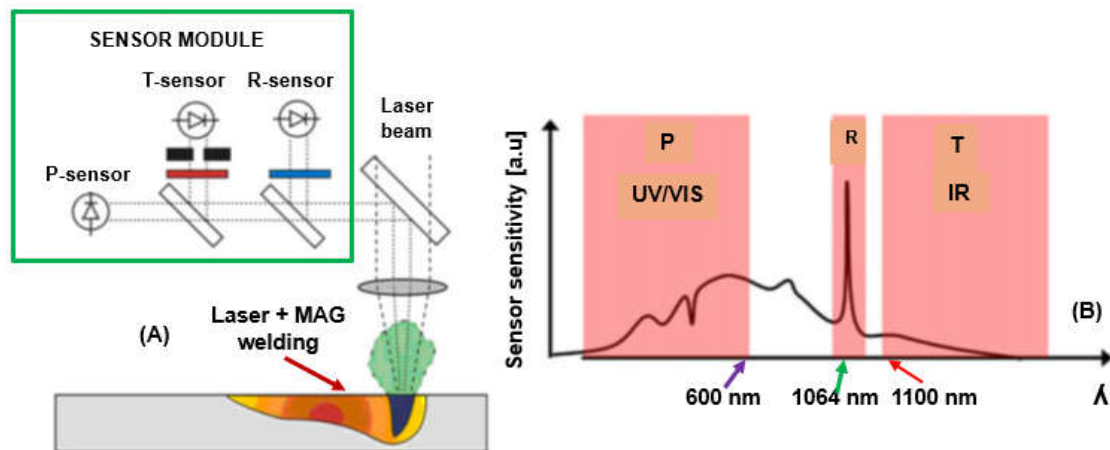 SENSOR MODULE
T-sensor
R-sensor
P-sensor
Laser
beam
(A)
Laser + MAG
welding
Sensor sensitivity [a.u]
P
UV/VIS
R
T
IR
(B)
600 nm
1064 nm
1100 nm
λ